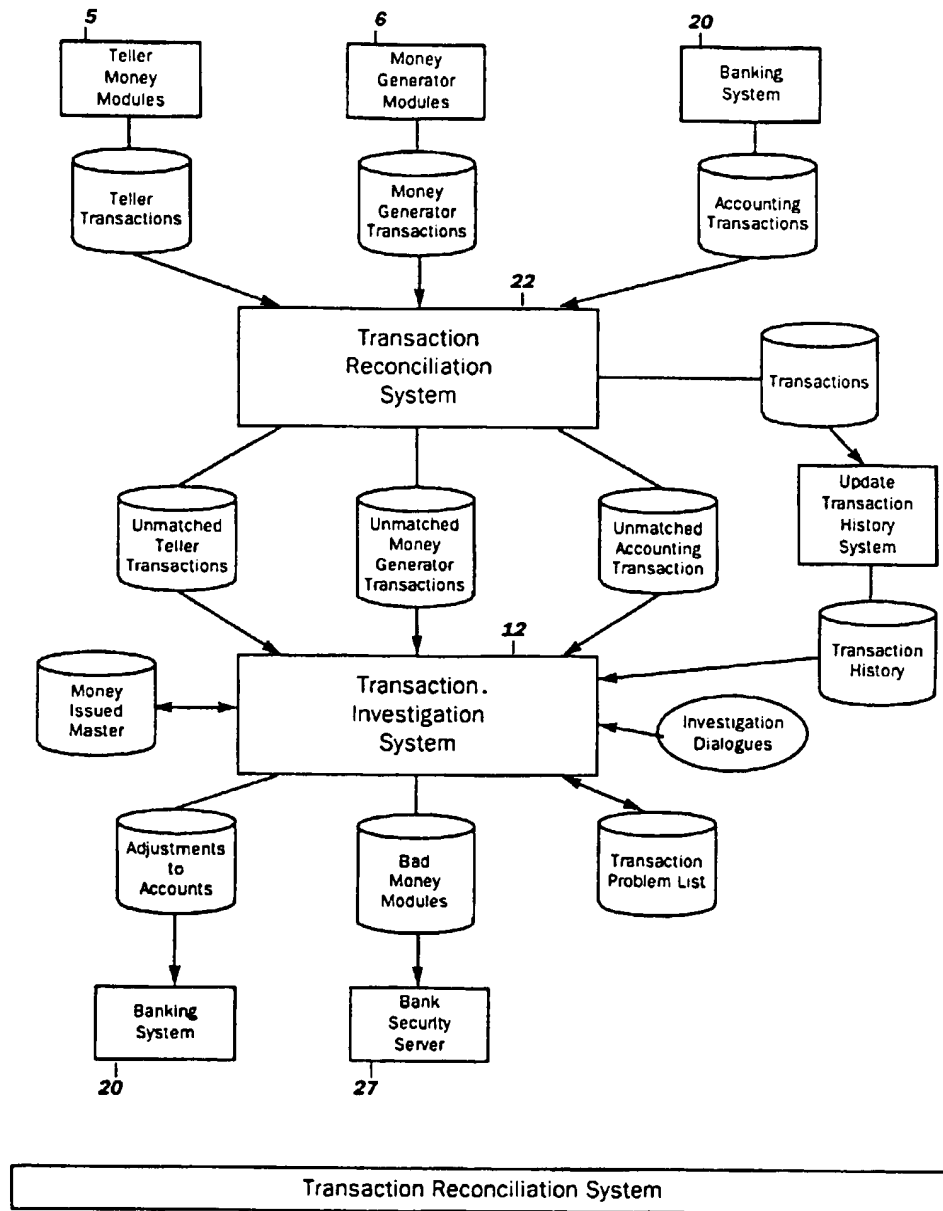 5
6
20
Teller
Money
Modules
Money
Generator
Modules
Banking
System
Teller
Transactions
Money
Generator
Transactions
Accounting
Transactions
22
Transaction
Reconciliation
System
Transactions
Update
Transaction
History
System
Unmatched
Teller
Transactions
Unmatched
Money
Generator
Transactions
Unmatched
Accounting
Transaction
12
Transaction
History
Money
Issued
Master
Transaction.
Investigation
System
Investigation
Dialogues
Adjustments
to
Accounts
Bad
Money
Modules
Transaction
Problem List
Banking
System
Bank
Security
Server
20
27
Transaction Reconciliation System